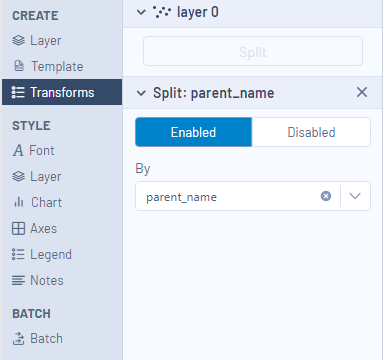 CREATE
Layer
Template
Transforms
STYLE
Font
Layer
Chart
Axes
Legend
Notes
BATCH
Batch
layer 0
Split
Split: parent_name
Enabled
Disabled
By
parent_name